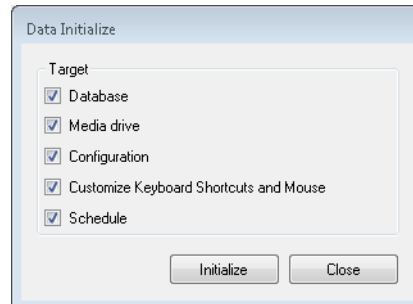 Data Initialize
Target
Database
Media drive
Configuration
Customize Keyboard Shortcuts and Mouse
Schedule
Initialize Close